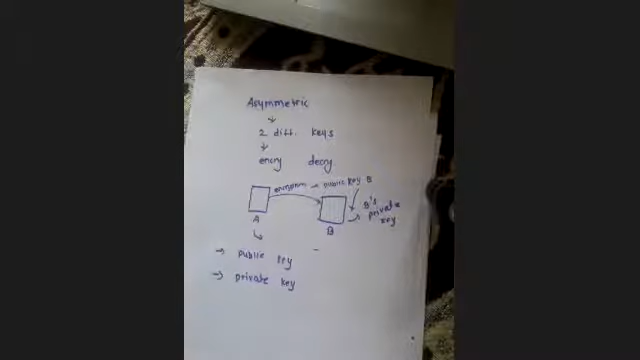 Asymmetric
2 diff. keys
encry decry.
encryption → public key B
B's
private
key
A
B
→ public key
→ private key